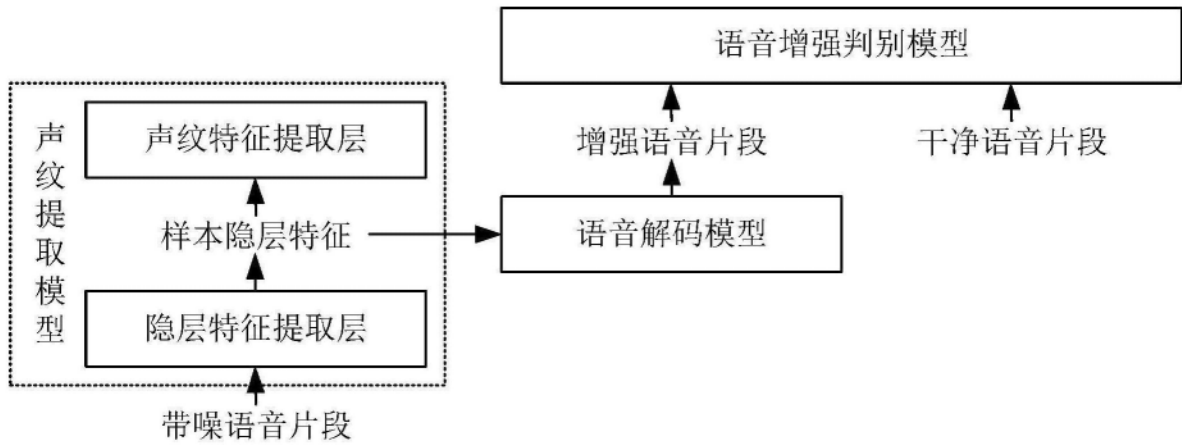 语音增强判别模型
声纹提取模型
声纹特征提取层
增强语音片段
干净语音片段
样本隐层特征
语音解码模型
隐层特征提取层
带噪语音片段